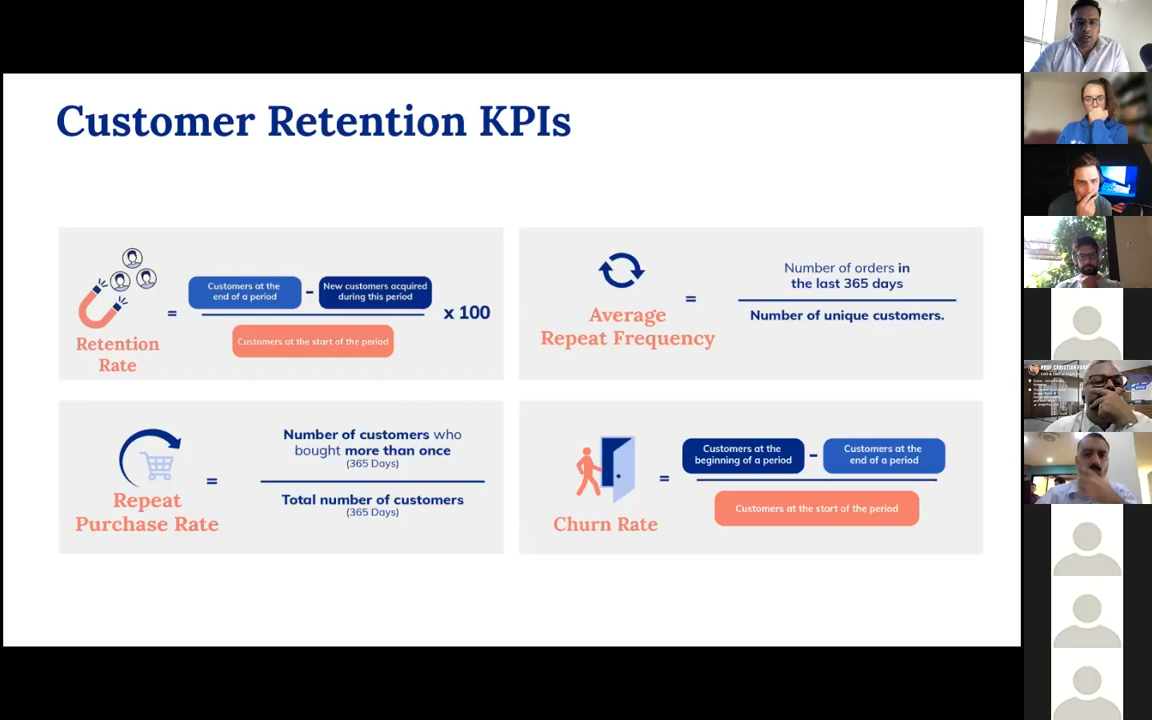 Customer Retention KPIs
Retention
Rate
=
Customers at the
end of a period
-
New customers acquired
during this period
Customers at the start of the period
x 100
Average
Repeat Frequency
=
Number of orders in
the last 365 days
Number of unique customers.
Repeat
Purchase Rate
=
Number of customers who
bought more than once
(365 Days)
Total number of customers
(365 Days)
Churn Rate
=
Customers at the
beginning of a period
-
Customers at the
end of a period
Customers at the start of the period
PROF. CHRISTIAN